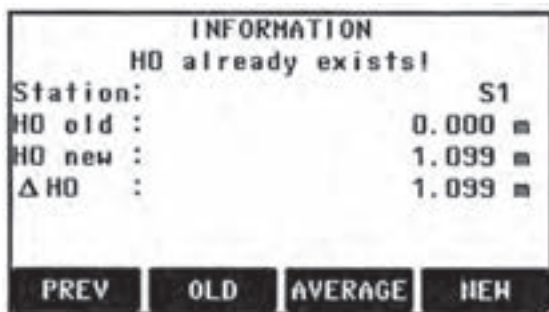 INFORMATION
H0 already exists!
Station: S1
H0 old : 0.000 m
H0 new : 1.099 m
Δ H0 : 1.099 m
PREV OLD AVERAGE NEW